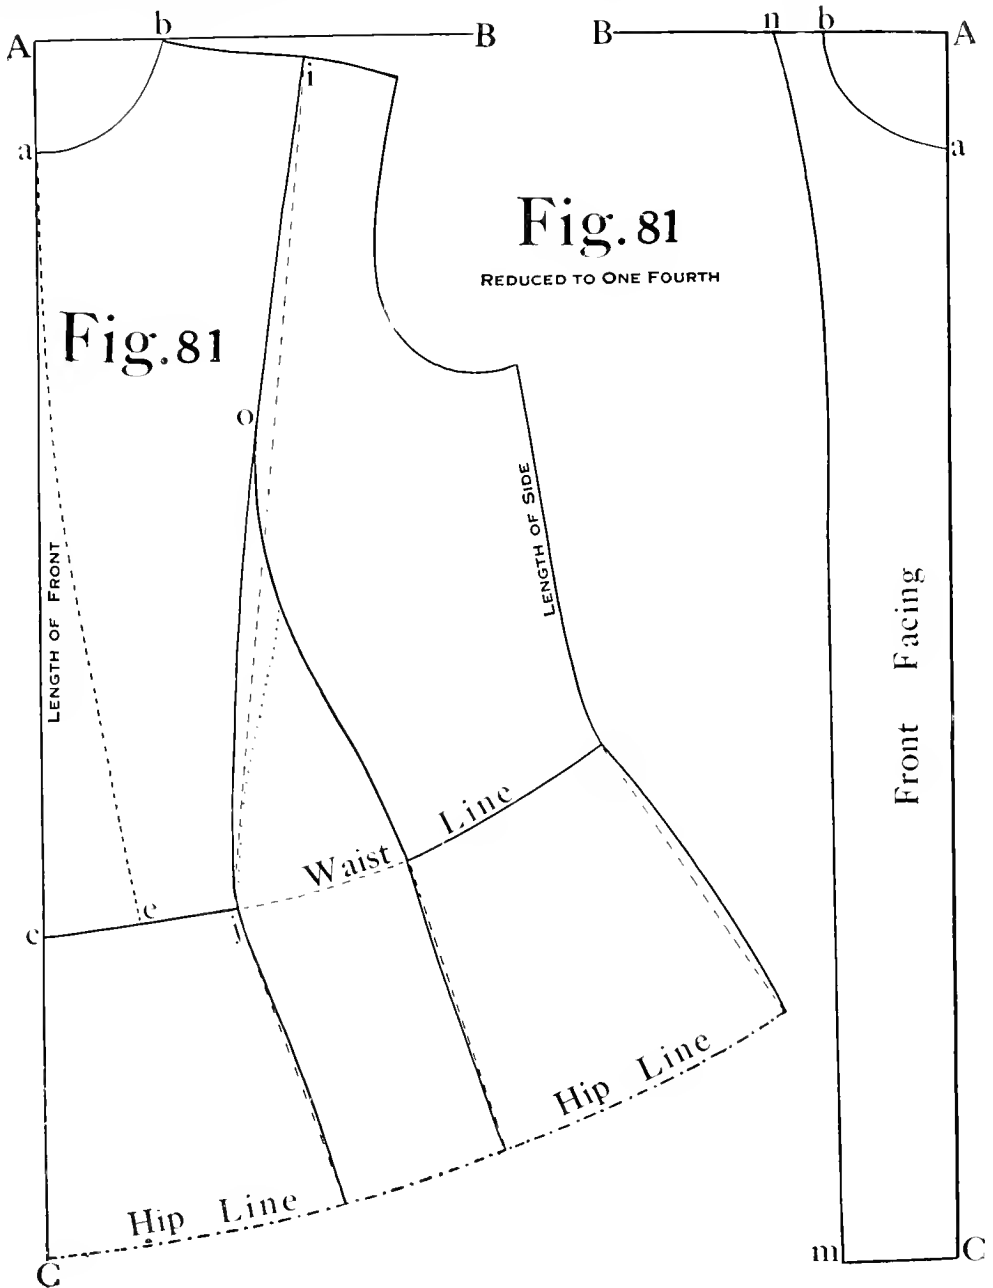 A b B
B n b A
i
a
a
Fig. 81
REDUCED TO ONE FOURTH
Fig. 81
o
LENGTH OF SIDE
LENGTH OF FRONT
Front Facing
Waist Line
c e j
Hip Line
Hip Line
C
m C